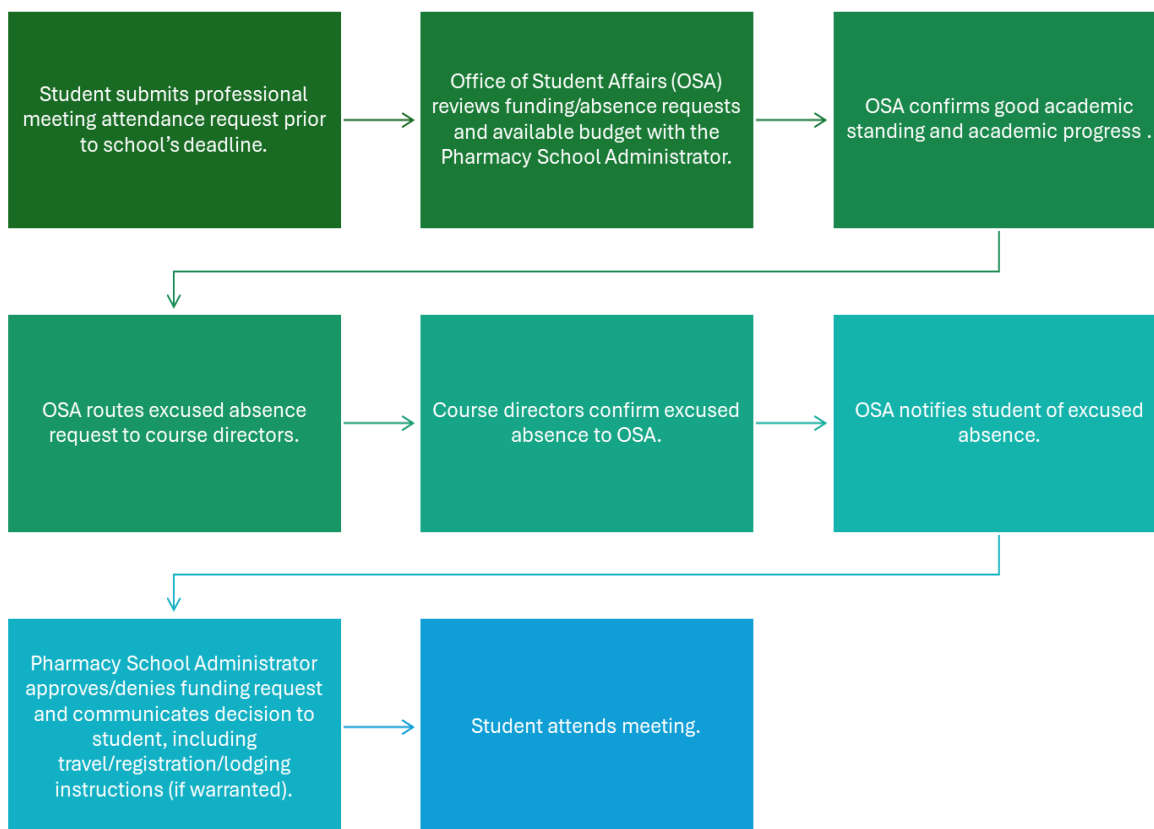 Student submits professional
meeting attendance request prior
to school’s deadline.
Office of Student Affairs (OSA)
reviews funding/absence requests
and available budget with the
Pharmacy School Administrator.
OSA confirms good academic
standing and academic progress .
OSA routes excused absence
request to course directors.
Course directors confirm excused
absence to OSA.
OSA notifies student of excused
absence.
Pharmacy School Administrator
approves/denies funding request
and communicates decision to
student, including
travel/registration/lodging
instructions (if warranted).
Student attends meeting.